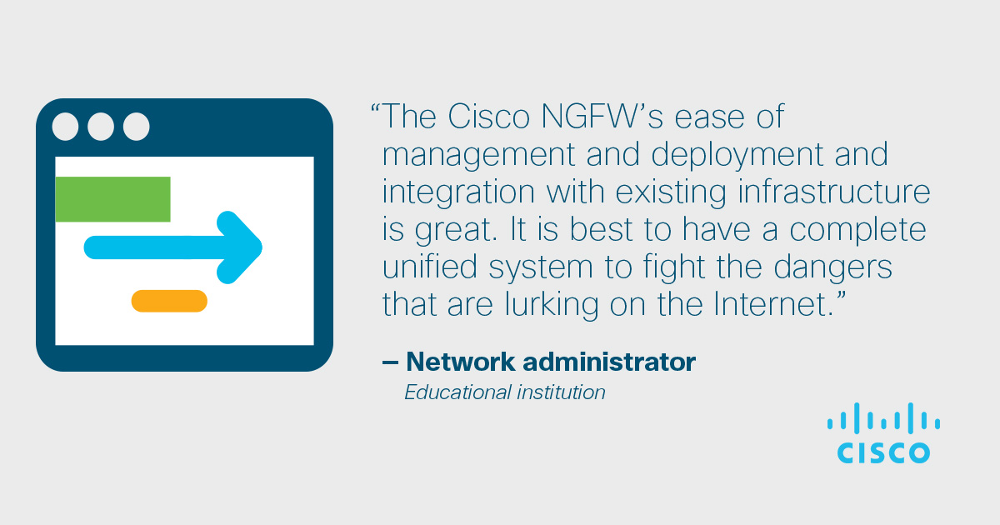 “The Cisco NGFW’s ease of
management and deployment and
integration with existing infrastructure
is great. It is best to have a complete
unified system to fight the dangers
that are lurking on the Internet.”
– Network administrator
Educational institution
CISCO